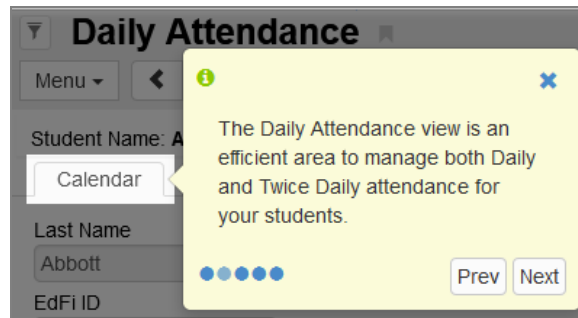 Daily Attendance
Menu
Student Name: A
Calendar
The Daily Attendance view is an
efficient area to manage both Daily
and Twice Daily attendance for
your students.
Last Name
Abbott
Prev Next
EdFi ID